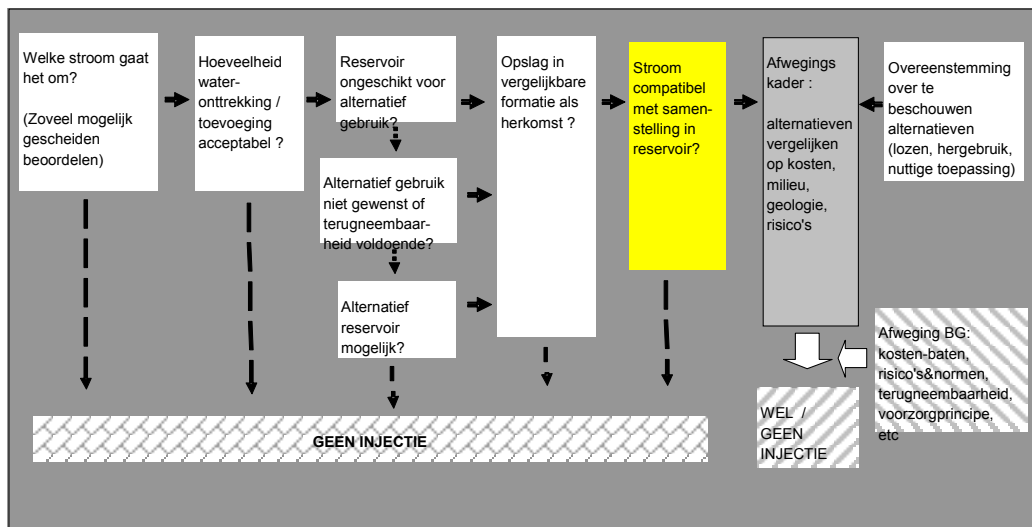 Welke stroom gaat
het om?
(Zoveel mogelijk
gescheiden
beoordelen)
Hoeveelheid
water-
onttrekking /
toevoeging
acceptabel ?
Reservoir
ongeschikt voor
alternatief
gebruik?
Alternatief gebruik
niet gewenst of
terugneembaar-
heid voldoende?
Alternatief
reservoir
mogelijk?
Opslag in
vergelijkbare
formatie als
herkomst ?
Stroom
compatibel
met samen-
stelling in
reservoir?
Afwegings
kader :
alternatieven
vergelijken
op kosten,
milieu,
geologie,
risico's
Overeenstemming
over te
beschouwen
alternatieven
(lozen, hergebruik,
nuttige toepassing)
Afweging BG:
kosten-baten,
risico's&normen,
terugneembaarheid,
voorzorgprincipe,
etc
WEL /
GEEN
INJECTIE
GEEN INJECTIE